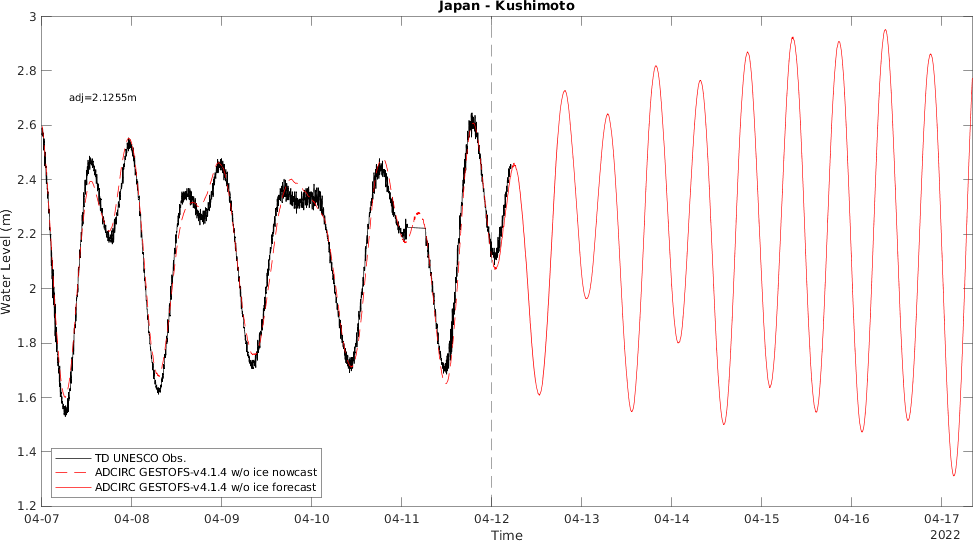 Japan - Kushimoto
3
2.8
adj=2.1255m
2.6
2.4
2.2
2
1.8
1.6
1.4
1.2
Water Level (m)
TD UNESCO Obs.
ADCIRC GESTOFS-v4.1.4 w/o ice nowcast
ADCIRC GESTOFS-v4.1.4 w/o ice forecast
04-07 04-08 04-09 04-10 04-11 04-12 04-13 04-14 04-15 04-16 04-17
Time 2022